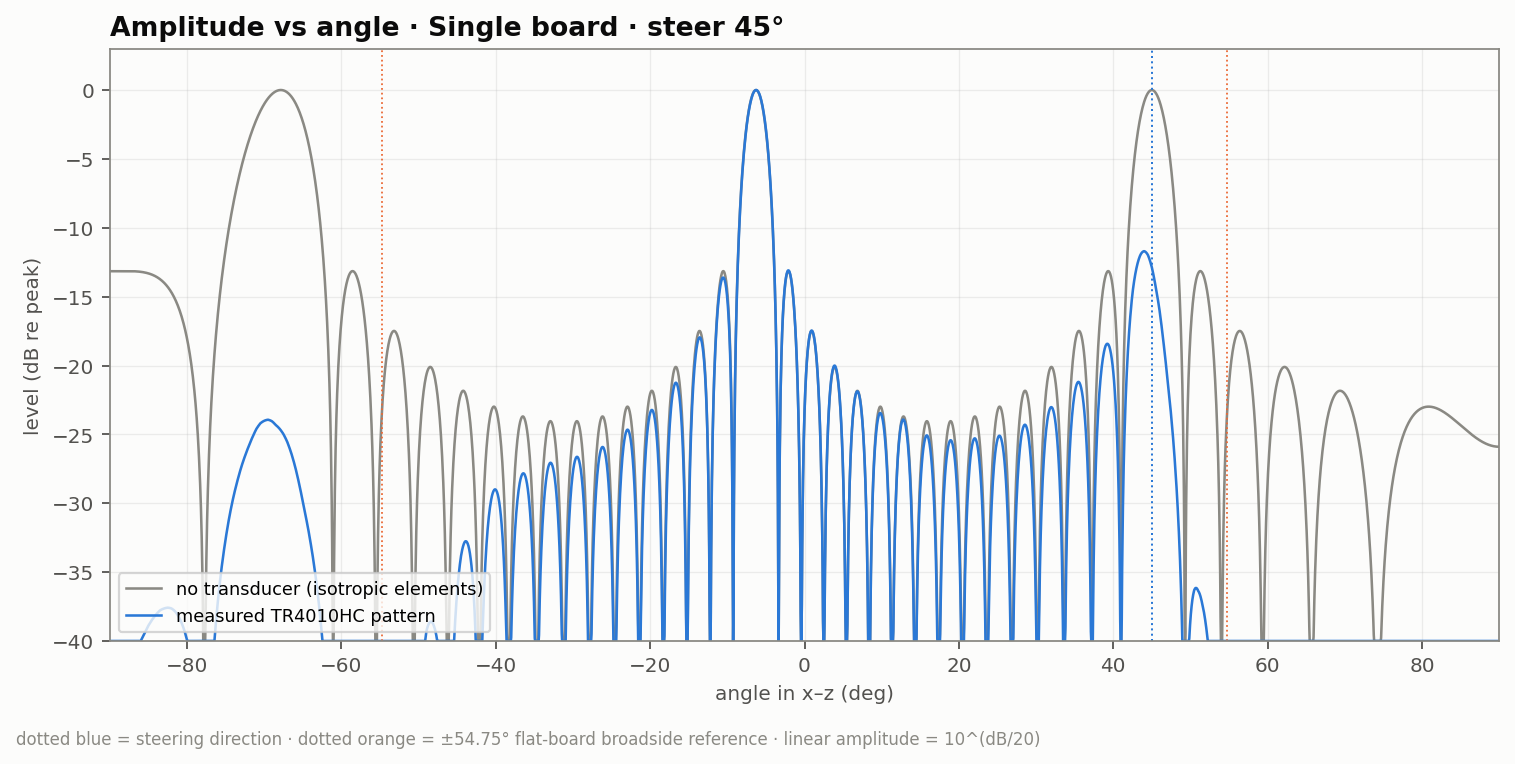 Amplitude vs angle · Single board · steer 45°
level (dB re peak)
0
−5
−10
−15
−20
−25
−30
−35
−40
no transducer (isotropic elements)
measured TR4010HC pattern
−80 −60 −40 −20 0 20 40 60 80
angle in x–z (deg)
dotted blue = steering direction · dotted orange = ±54.75° flat-board broadside reference · linear amplitude = 10^(dB/20)